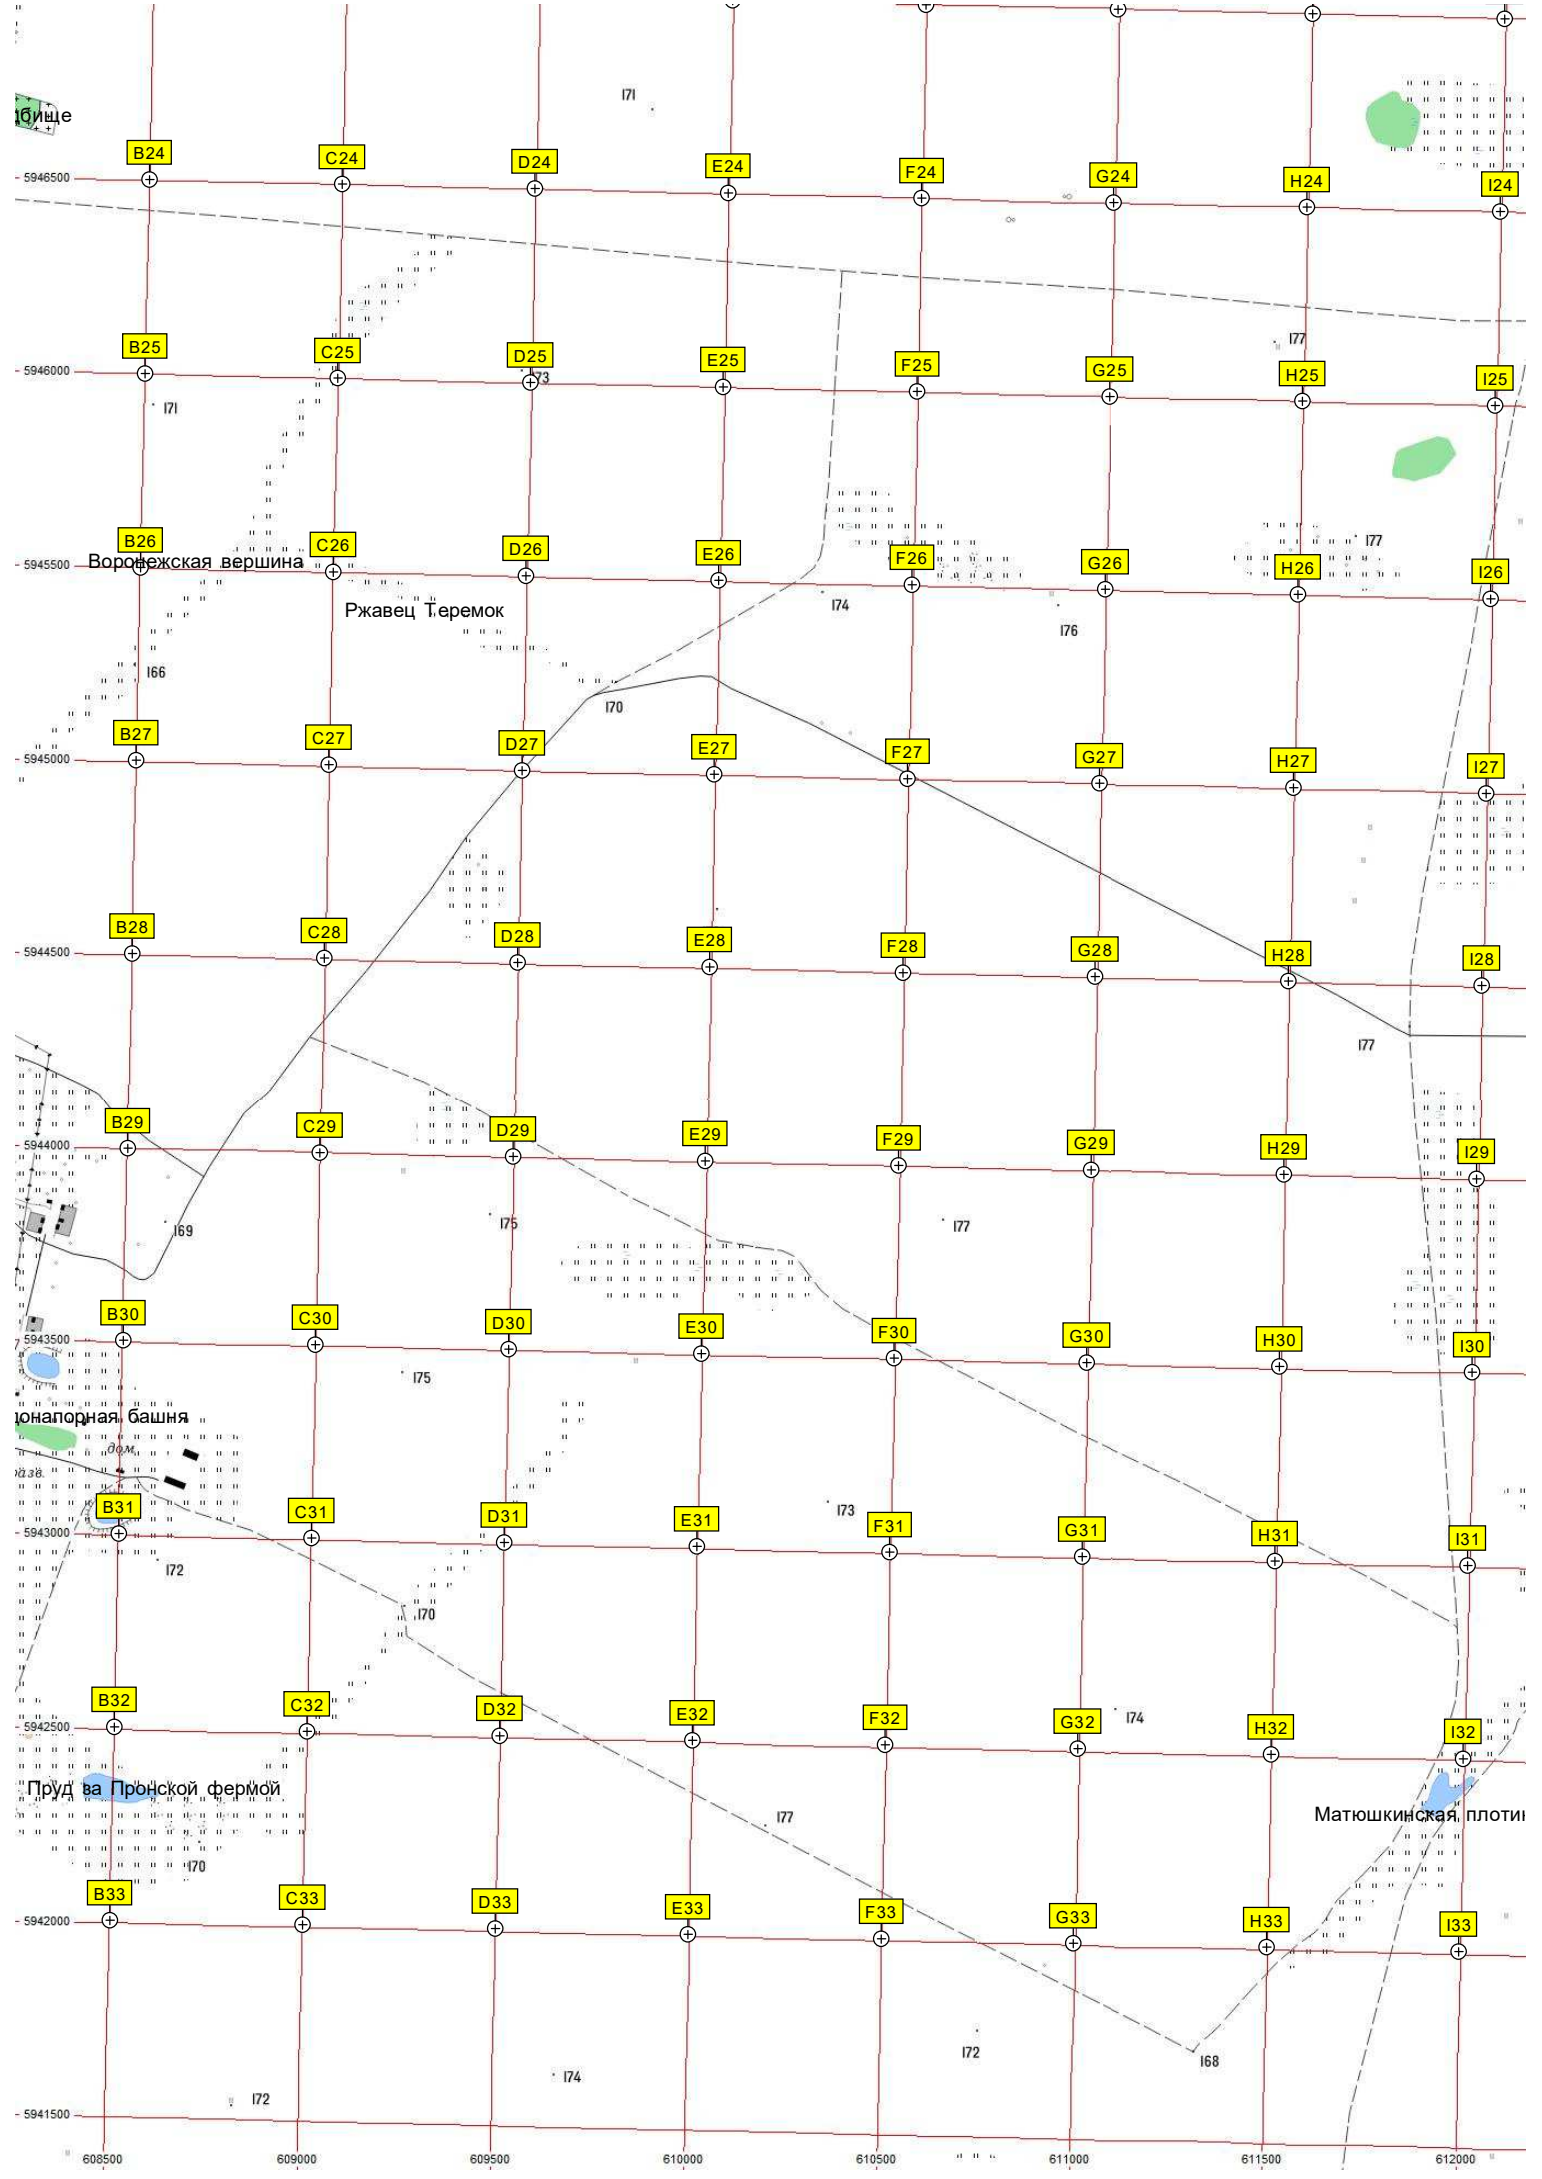 171
B24 C24 D24 E24 F24 G24 H24 I24
5946500
177
B25 C25 D25 E25 F25 G25 H25 I25
5946000
173
171
177
B26 C26 D26 E26 F26 G26 H26 I26
Воронежская вершина
5945500
Ржавец Теремок
174
176
166
170
B27 C27 D27 E27 F27 G27 H27 I27
5945000
B28 C28 D28 E28 F28 G28 H28 I28
5944500
177
B29 C29 D29 E29 F29 G29 H29 I29
5944000
169
175
177
B30 C30 D30 E30 F30 G30 H30 I30
5943500
175
онапорная башня
дом.
разв.
173
B31 C31 D31 E31 F31 G31 H31 I31
5943000
172
170
B32 C32 D32 E32 F32 G32 H32 I32
174
5942500
Пруд за Пронской фермой
177
Матюшкинская плотин
170
B33 C33 D33 E33 F33 G33 H33 I33
5942000
172
168
174
172
5941500
608500 609000 609500 610000 610500 611000 611500 612000